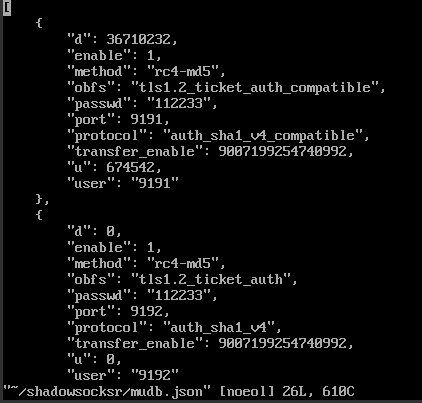 [
    {
        "d": 36710232,
        "enable": 1,
        "method": "rc4-md5",
        "obfs": "tls1.2_ticket_auth_compatible",
        "passwd": "112233",
        "port": 9191,
        "protocol": "auth_sha1_v4_compatible",
        "transfer_enable": 9007199254740992,
        "u": 674542,
        "user": "9191"
    },
    {
        "d": 0,
        "enable": 1,
        "method": "rc4-md5",
        "obfs": "tls1.2_ticket_auth",
        "passwd": "112233",
        "port": 9192,
        "protocol": "auth_sha1_v4",
        "transfer_enable": 9007199254740992,
        "u": 0,
        "user": "9192"
"~/shadowsocksr/mudb.json" [noeol] 26L, 610C